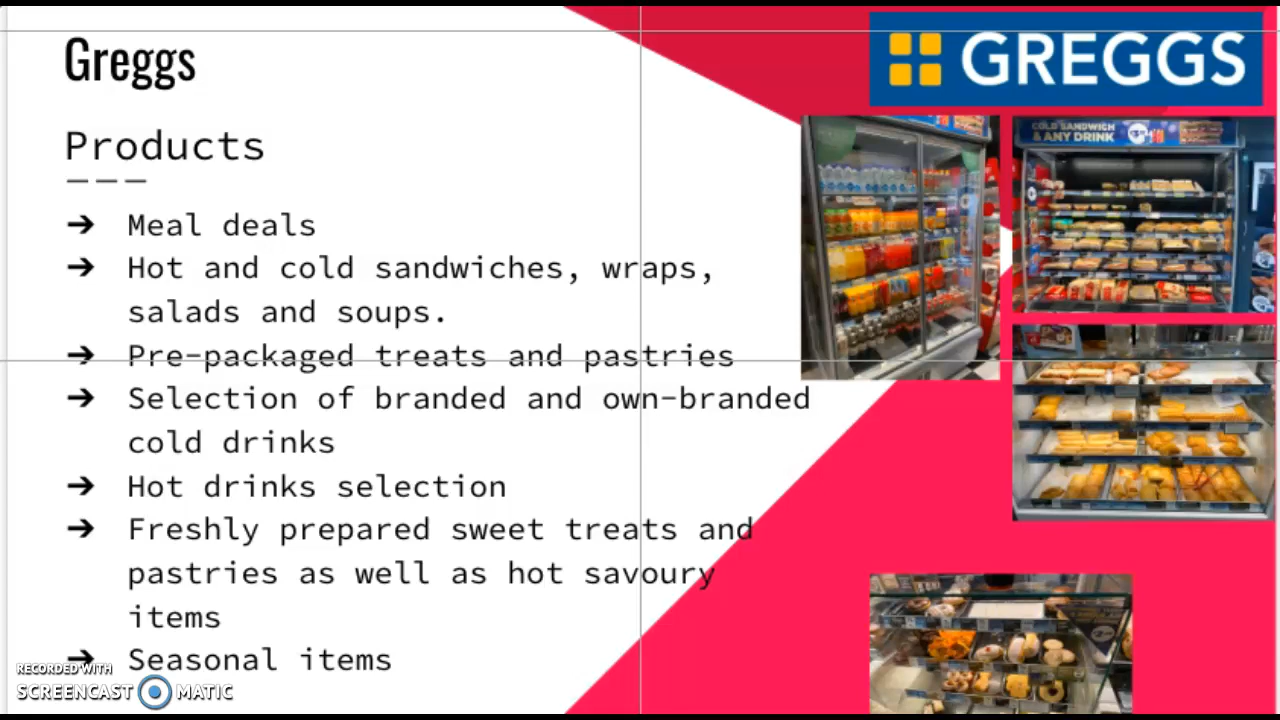 Greggs
GREGGS
Products
COLD SANDWICH
& ANY DRINK
➔ Meal deals
➔ Hot and cold sandwiches, wraps,
salads and soups.
➔ Pre-packaged treats and pastries
➔ Selection of branded and own-branded
cold drinks
➔ Hot drinks selection
➔ Freshly prepared sweet treats and
pastries as well as hot savoury
items
➔ Seasonal items
RECORDED WITH
SCREENCAST MATIC